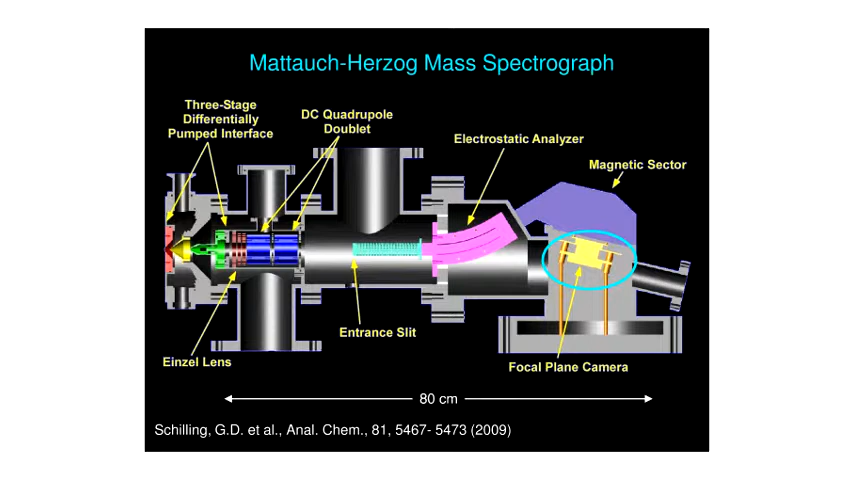 Mattauch-Herzog Mass Spectrograph
Three-Stage
Differentially
Pumped Interface
DC Quadrupole
Doublet
Electrostatic Analyzer
Magnetic Sector
Entrance Slit
Einzel Lens
Focal Plane Camera
80 cm
Schilling, G.D. et al., Anal. Chem., 81, 5467- 5473 (2009)